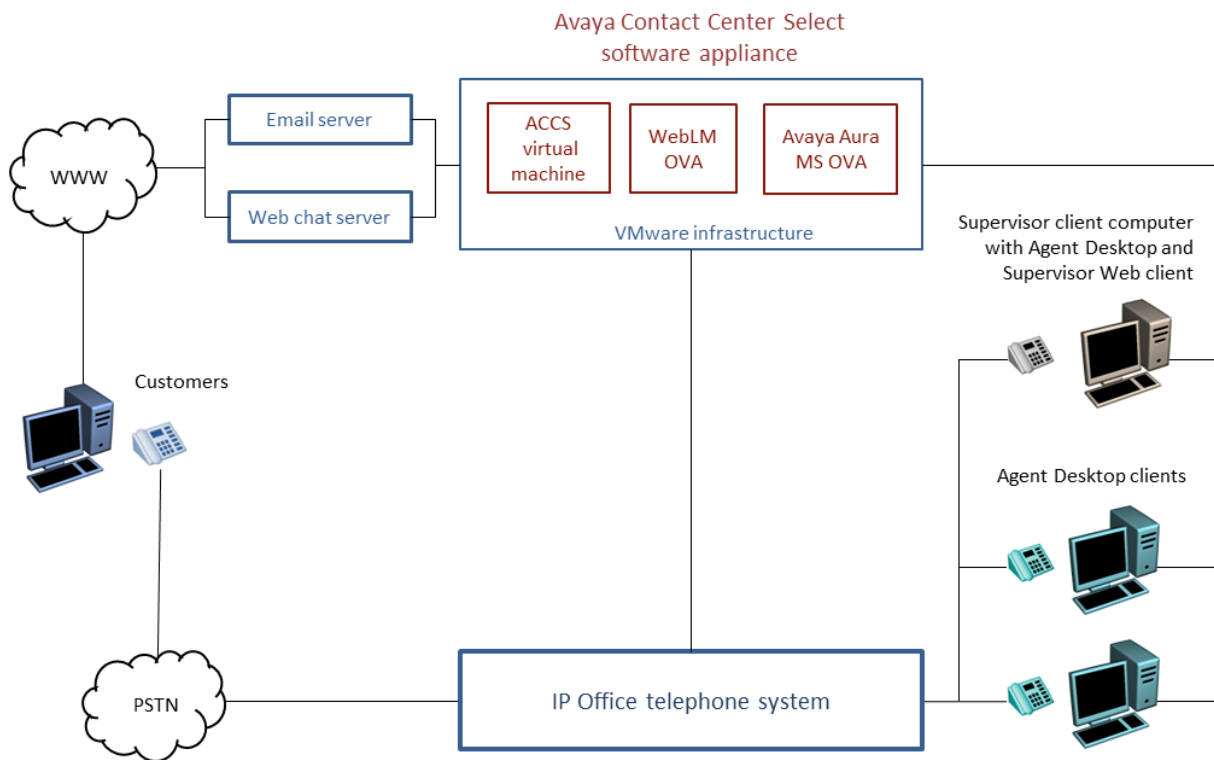 Avaya Contact Center Select
software appliance
Email server
ACCS
virtual
machine
WebLM
OVA
Avaya Aura
MS OVA
WWW
Web chat server
VMware infrastructure
Supervisor client computer
with Agent Desktop and
Supervisor Web client
Customers
Agent Desktop clients
PSTN
IP Office telephone system